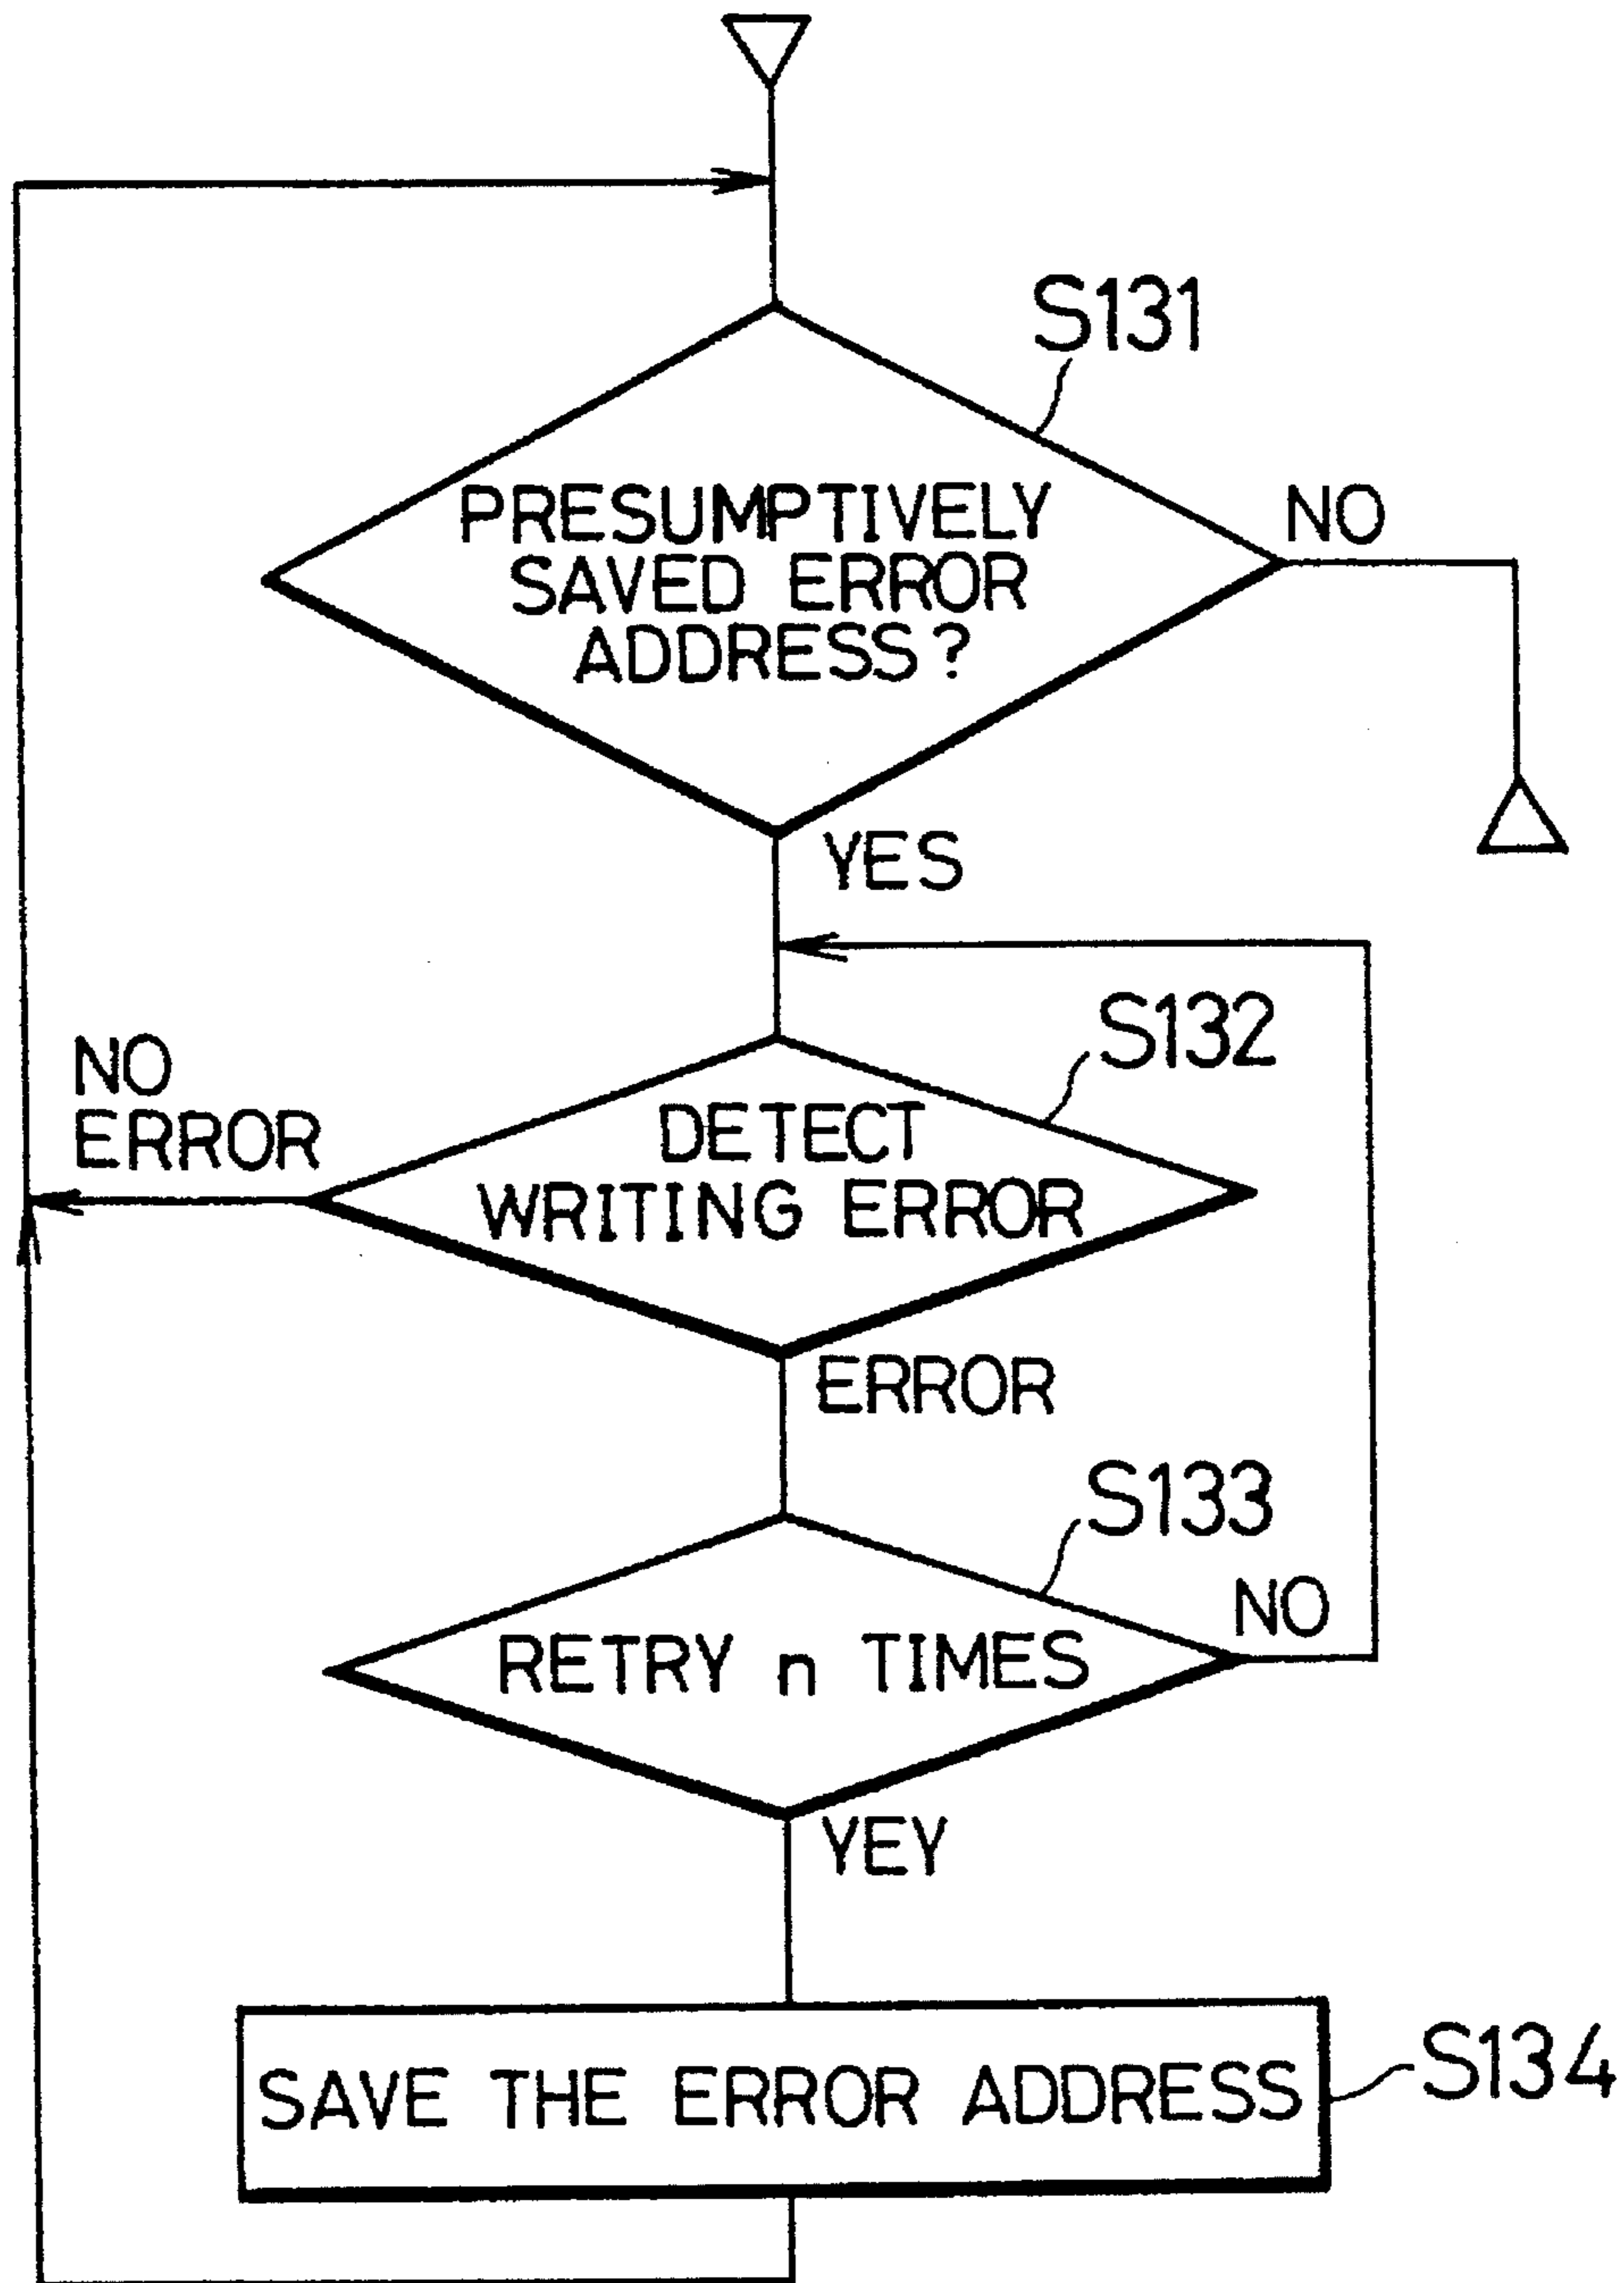 S131
PRESUMPTIVELY
SAVED ERROR
ADDRESS?
NO
YES
S132
NO
ERROR
DETECT
WRITING ERROR
ERROR
S133
RETRY n TIMES
NO
YEY
SAVE THE ERROR ADDRESS
S134